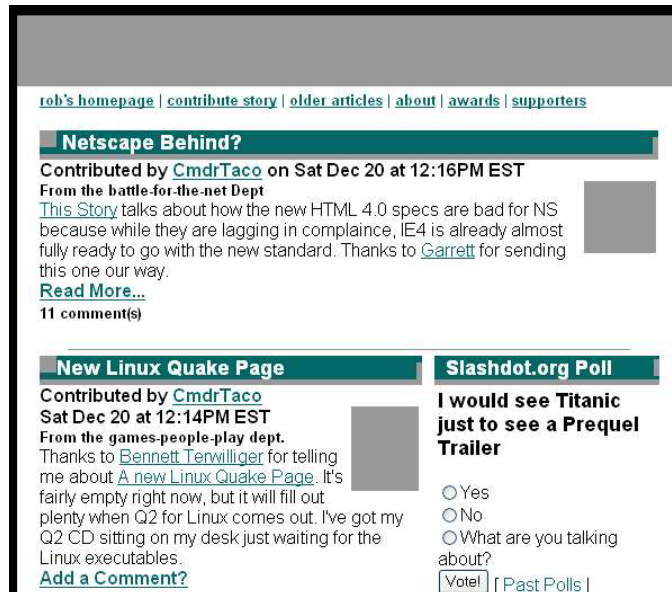 rob's homepage | contribute story | older articles | about | awards | supporters
Netscape Behind?
Contributed by CmdrTaco on Sat Dec 20 at 12:16PM EST
From the battle-for-the-net Dept
This Story talks about how the new HTML 4.0 specs are bad for NS
because while they are lagging in complaince, IE4 is already almost
fully ready to go with the new standard. Thanks to Garrett for sending
this one our way.
Read More...
11 comment(s)
New Linux Quake Page
Contributed by CmdrTaco
Sat Dec 20 at 12:14PM EST
From the games-people-play dept.
Thanks to Bennett Terwilliger for telling
me about A new Linux Quake Page. It's
fairly empty right now, but it will fill out
plenty when Q2 for Linux comes out. I've got my
Q2 CD sitting on my desk just waiting for the
Linux executables.
Add a Comment?
Slashdot.org Poll
I would see Titanic
just to see a Prequel
Trailer
Yes
No
What are you talking
about?
Vote! [ Past Polls |